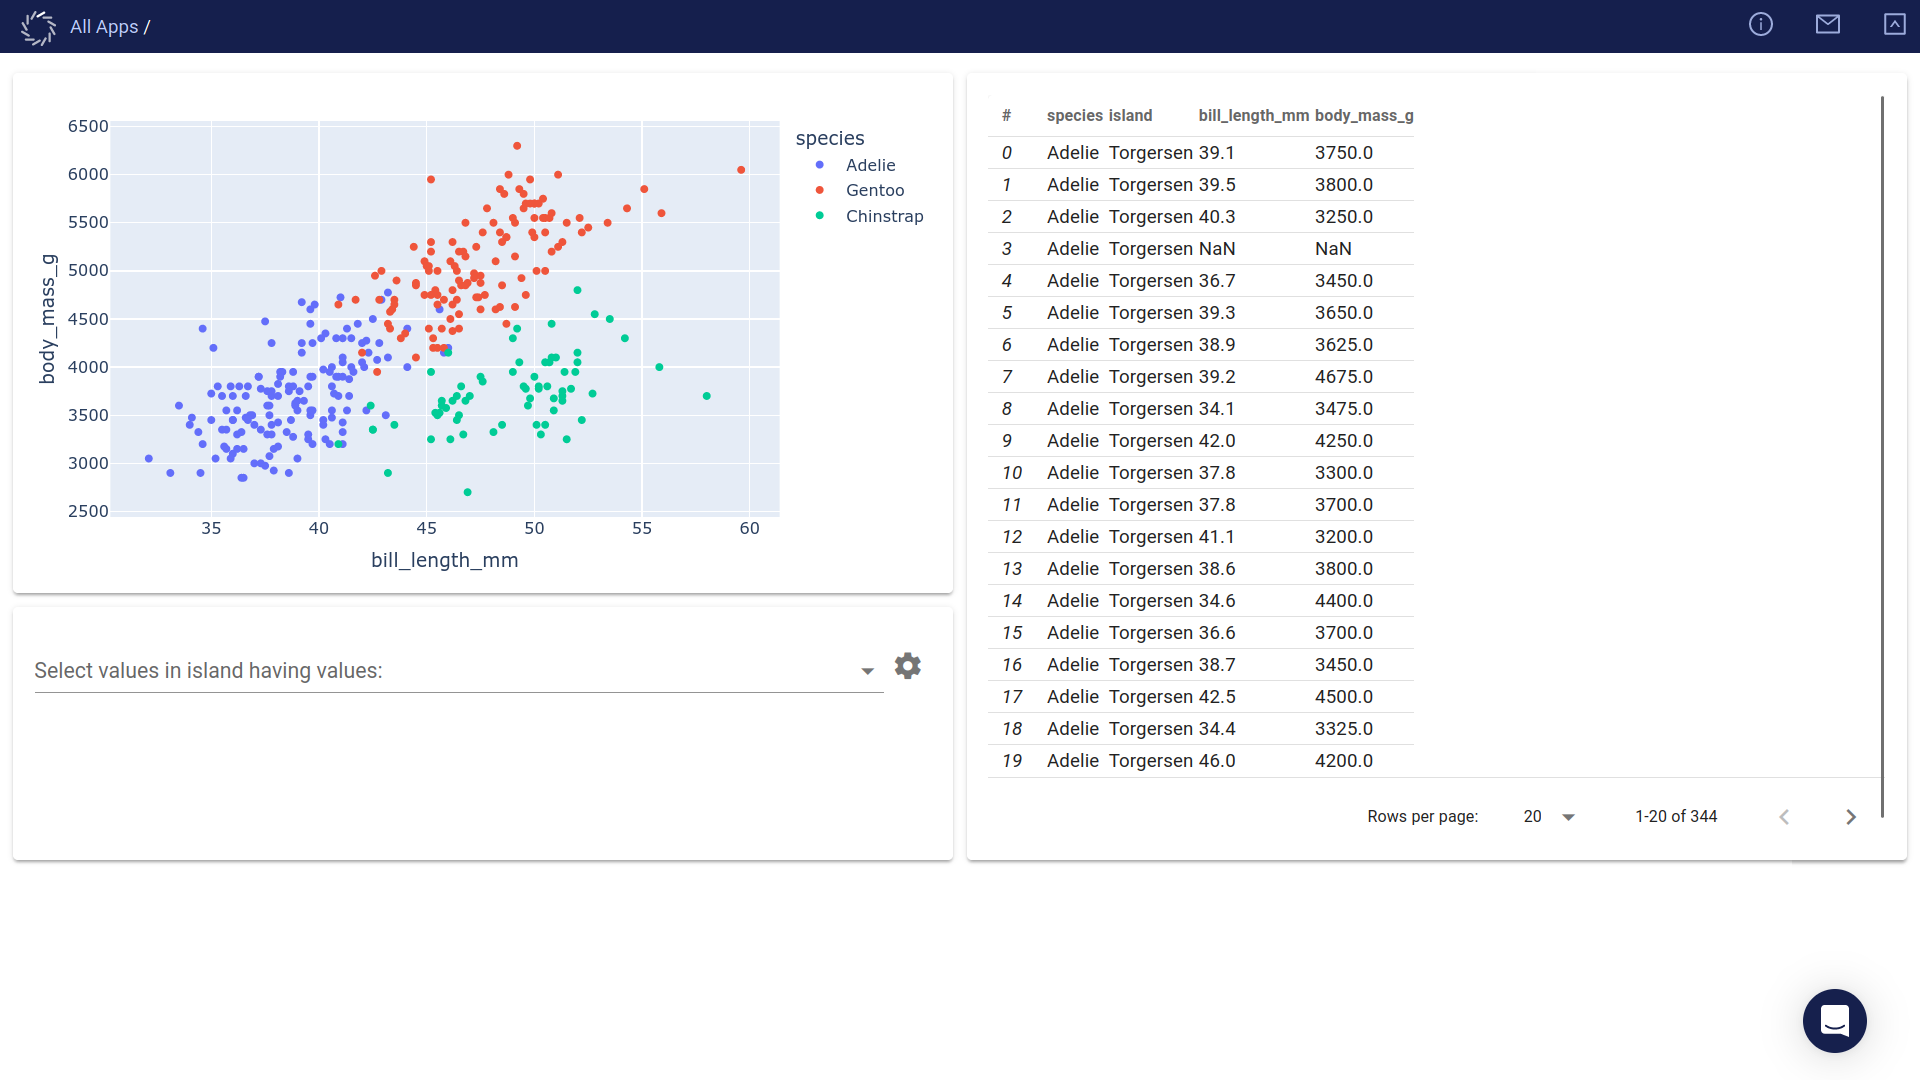 All Apps /
6500
6000
5500
5000
4500
4000
3500
3000
2500
body_mass_g
35 40 45 50 55 60
bill_length_mm
species
Adelie
Gentoo
Chinstrap
Select values in island having values:
# species island bill_length_mm body_mass_g
0 Adelie Torgersen 39.1 3750.0
1 Adelie Torgersen 39.5 3800.0
2 Adelie Torgersen 40.3 3250.0
3 Adelie Torgersen NaN NaN
4 Adelie Torgersen 36.7 3450.0
5 Adelie Torgersen 39.3 3650.0
6 Adelie Torgersen 38.9 3625.0
7 Adelie Torgersen 39.2 4675.0
8 Adelie Torgersen 34.1 3475.0
9 Adelie Torgersen 42.0 4250.0
10 Adelie Torgersen 37.8 3300.0
11 Adelie Torgersen 37.8 3700.0
12 Adelie Torgersen 41.1 3200.0
13 Adelie Torgersen 38.6 3800.0
14 Adelie Torgersen 34.6 4400.0
15 Adelie Torgersen 36.6 3700.0
16 Adelie Torgersen 38.7 3450.0
17 Adelie Torgersen 42.5 4500.0
18 Adelie Torgersen 34.4 3325.0
19 Adelie Torgersen 46.0 4200.0
Rows per page: 20 1-20 of 344